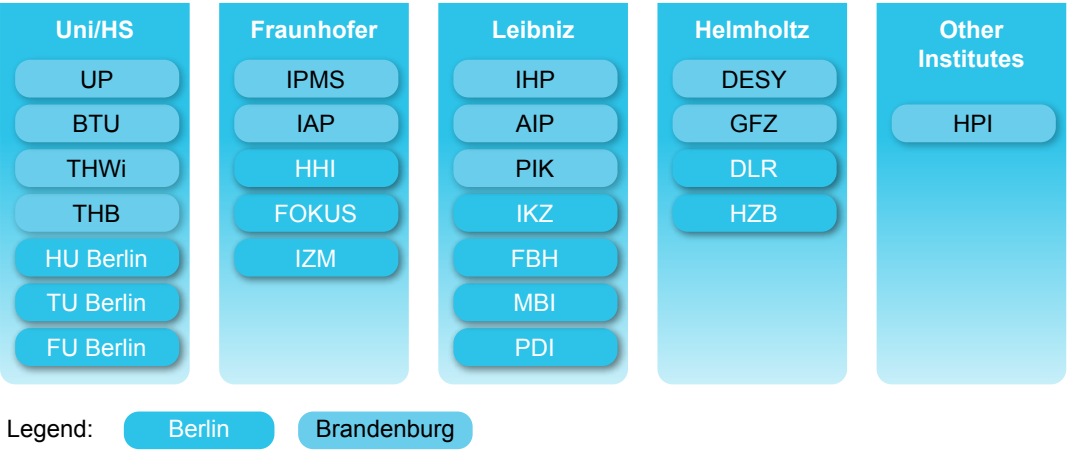 Uni/HS
UP
BTU
THWi
THB
HU Berlin
TU Berlin
FU Berlin
Fraunhofer
IPMS
IAP
HHI
FOKUS
IZM
Leibniz
IHP
AIP
PIK
IKZ
FBH
MBI
PDI
Helmholtz
DESY
GFZ
DLR
HZB
Other
Institutes
HPI
Legend: Berlin Brandenburg